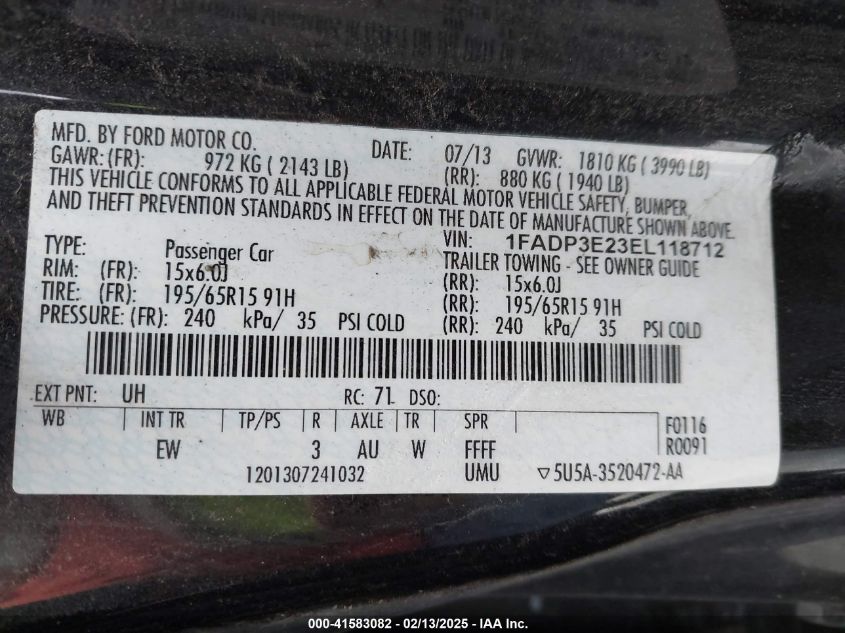 MFD. BY FORD MOTOR CO. DATE: 07/13 GVWR: 1810 KG ( 3990 LB)
GAWR: (FR): 972 KG ( 2143 LB) (RR): 880 KG ( 1940 LB)
THIS VEHICLE CONFORMS TO ALL APPLICABLE FEDERAL MOTOR VEHICLE SAFETY, BUMPER,
AND THEFT PREVENTION STANDARDS IN EFFECT ON THE DATE OF MANUFACTURE SHOWN ABOVE.
VIN: 1FADP3E23EL118712
TYPE: Passenger Car TRAILER TOWING - SEE OWNER GUIDE
RIM: (FR): 15x6.0J (RR): 15x6.0J
TIRE: (FR): 195/65R15 91H (RR): 195/65R15 91H
PRESSURE: (FR): 240 kPa/ 35 PSI COLD (RR): 240 kPa/ 35 PSI COLD
EXT PNT: UH RC: 71 DSO:
WB INT TR TP/PS R AXLE TR SPR F0116
EW 3 AU W FFFF R0091
1201307241032 UMU ▽5U5A-3520472-AA
000-41583082 - 02/13/2025 - IAA Inc.